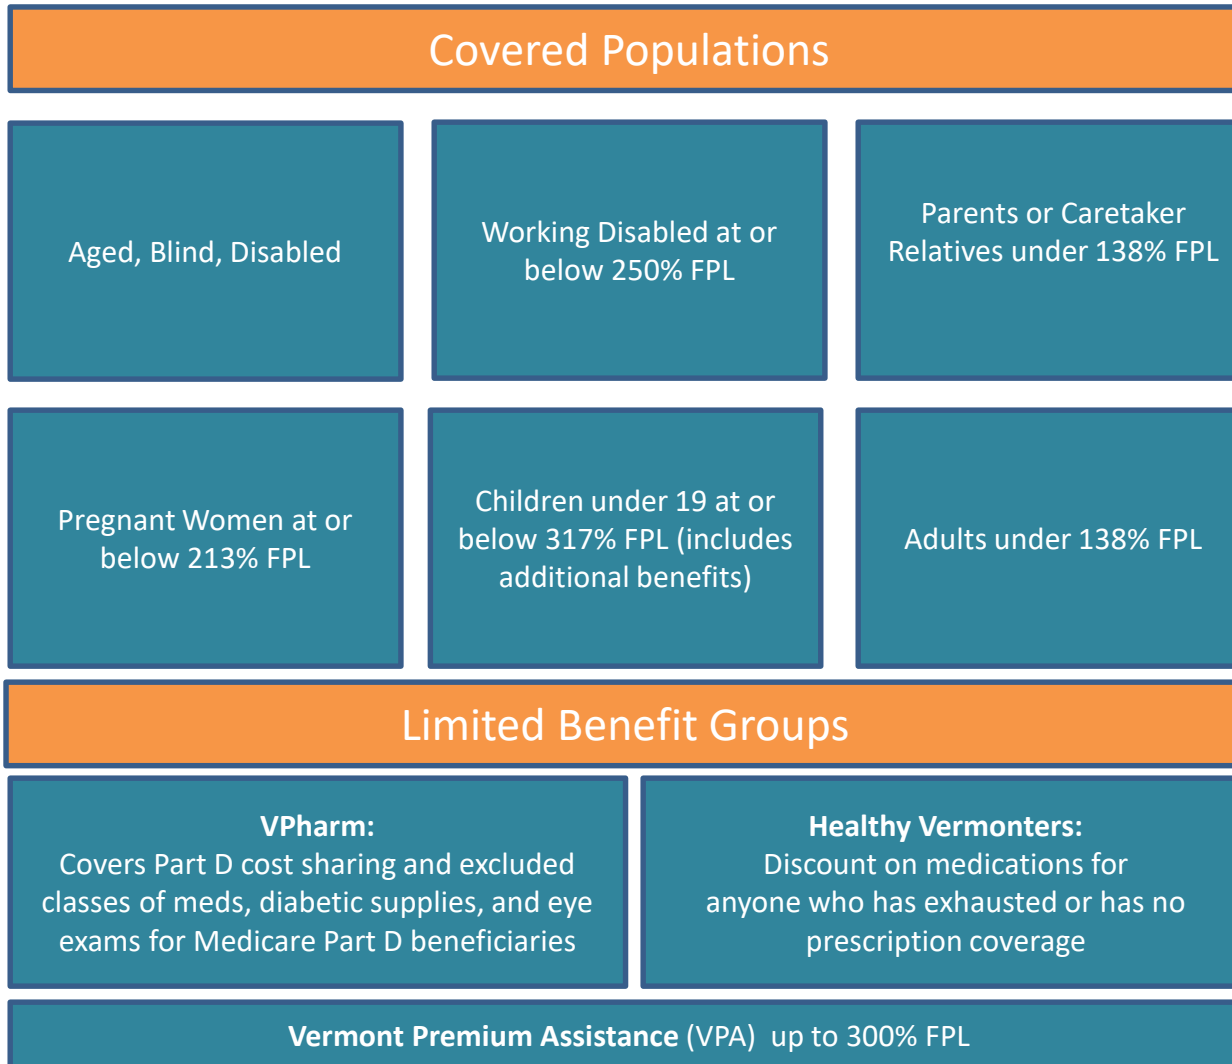 Covered Populations
Aged, Blind, Disabled
Working Disabled at or
below 250% FPL
Parents or Caretaker
Relatives under 138% FPL
Pregnant Women at or
below 213% FPL
Children under 19 at or
below 317% FPL (includes
additional benefits)
Adults under 138% FPL
Limited Benefit Groups
VPharm:
Covers Part D cost sharing and excluded
classes of meds, diabetic supplies, and eye
exams for Medicare Part D beneficiaries
Healthy Vermonters:
Discount on medications for
anyone who has exhausted or has no
prescription coverage
Vermont Premium Assistance (VPA) up to 300% FPL